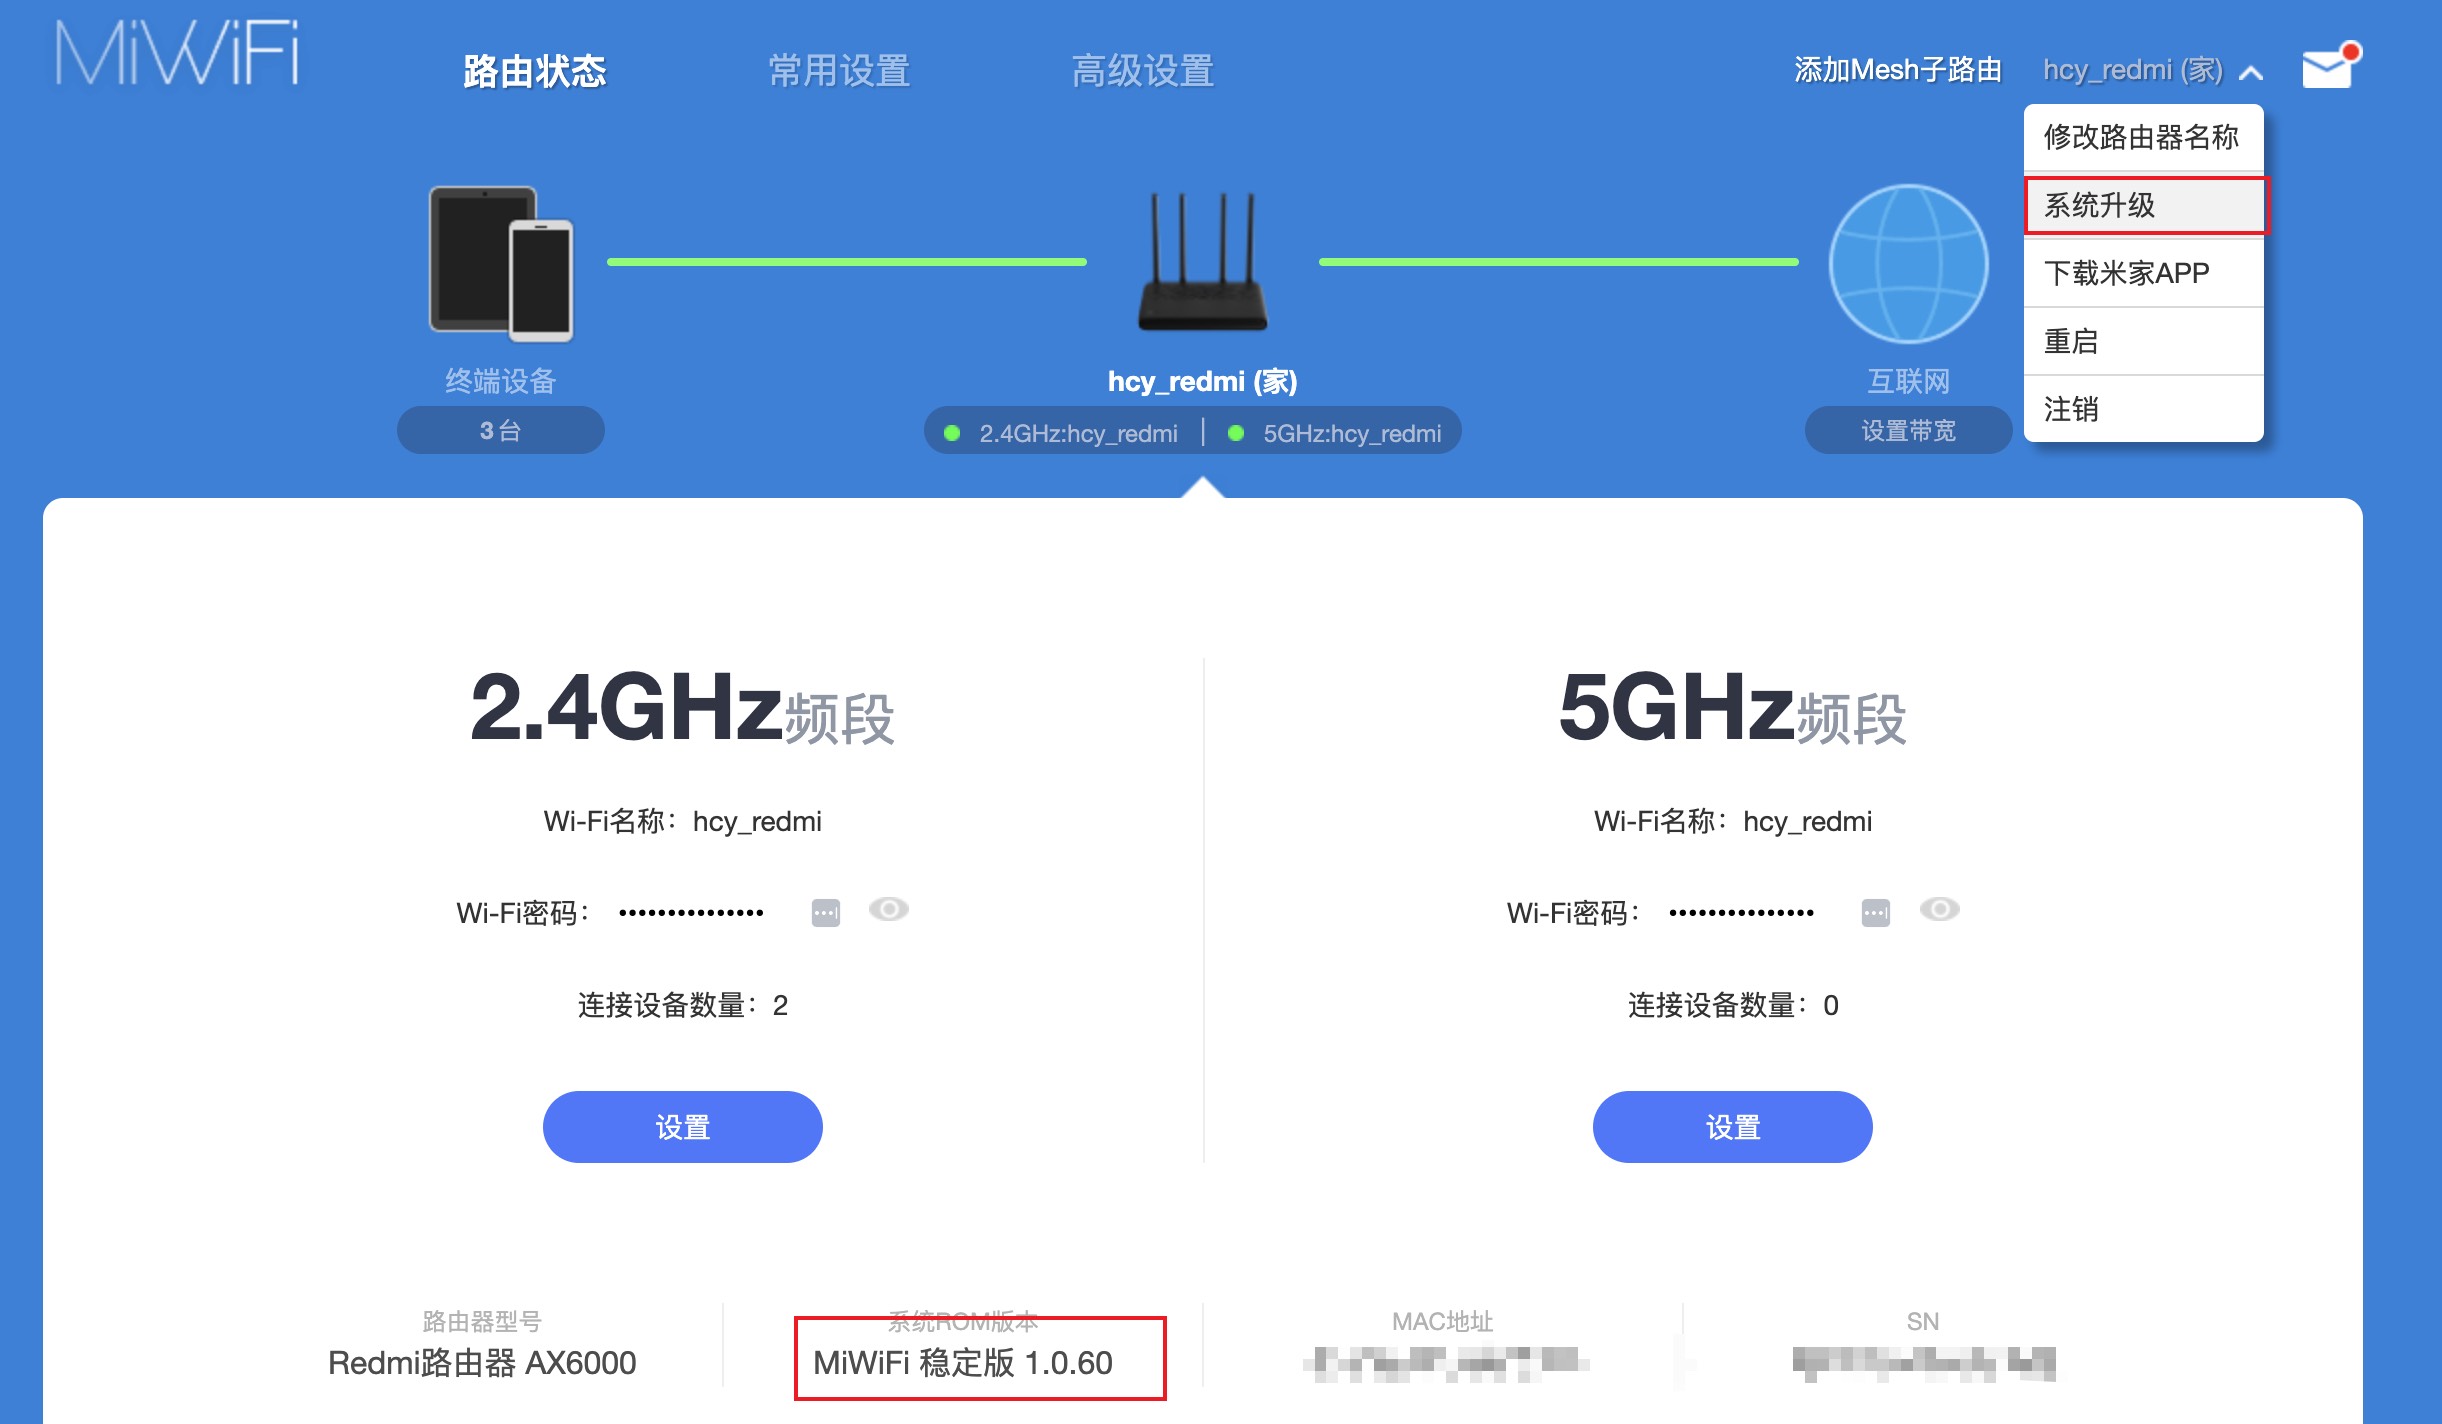 MiWiFi
路由状态
常用设置
高级设置
添加Mesh子路由
hcy_redmi (家)
修改路由器名称
系统升级
下载米家APP
重启
注销
终端设备
3台
hcy_redmi (家)
2.4GHz:hcy_redmi | 5GHz:hcy_redmi
互联网
设置带宽
2.4GHz频段
Wi-Fi名称：hcy_redmi
Wi-Fi密码： •••••••••••••••
连接设备数量：2
设置
5GHz频段
Wi-Fi名称：hcy_redmi
Wi-Fi密码： •••••••••••••••
连接设备数量：0
设置
路由器型号
Redmi路由器 AX6000
系统ROM版本
MiWiFi 稳定版 1.0.60
MAC地址
SN